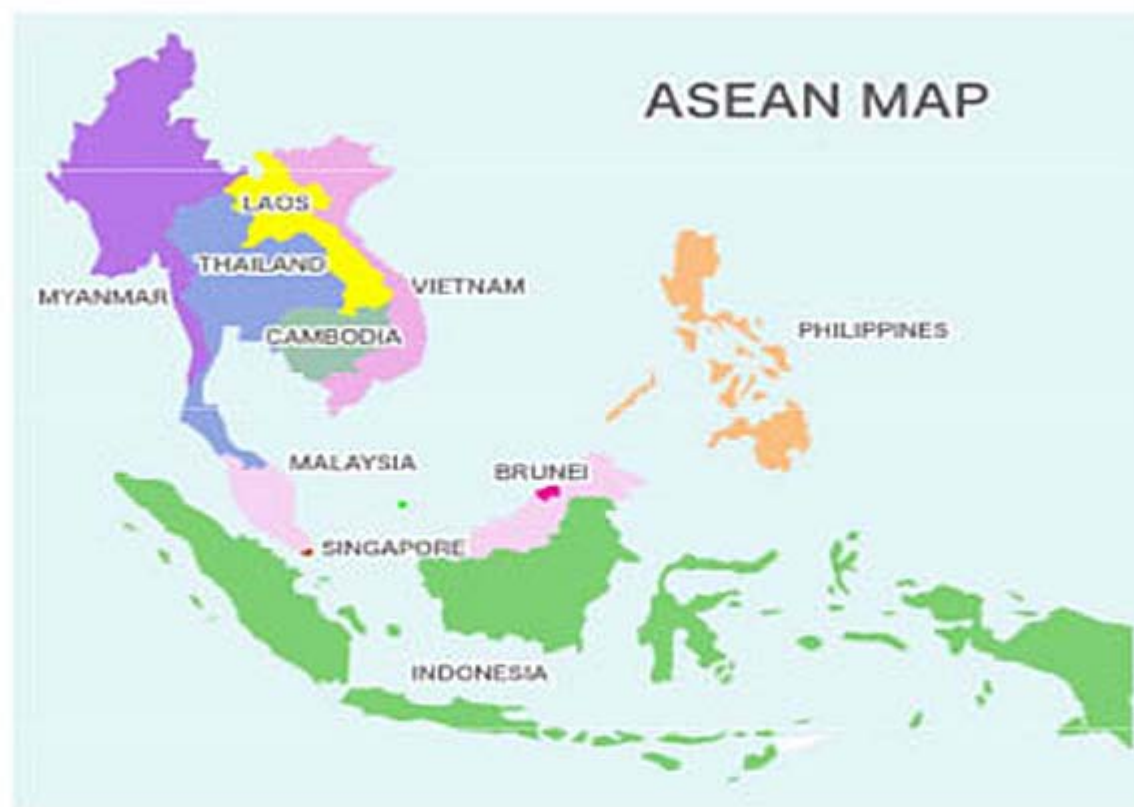 ASEAN MAP
LAOS
THAILAND
MYANMAR
VIETNAM
CAMBODIA
PHILIPPINES
MALAYSIA
BRUNEI
SINGAPORE
INDONESIA